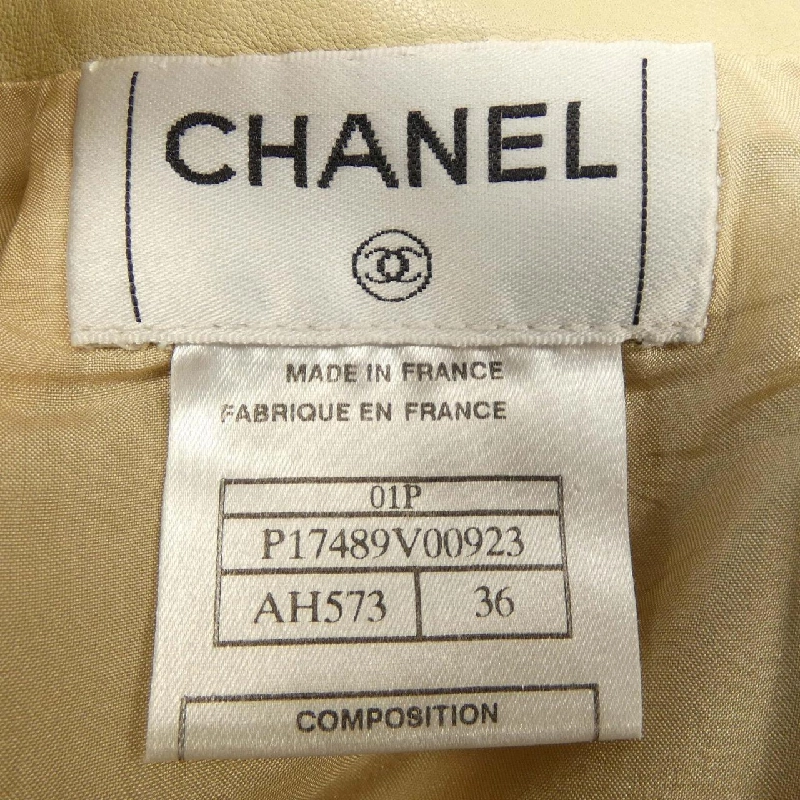 CHANEL
MADE IN FRANCE
FABRIQUE EN FRANCE
01P
P17489V00923
AH573 36
COMPOSITION